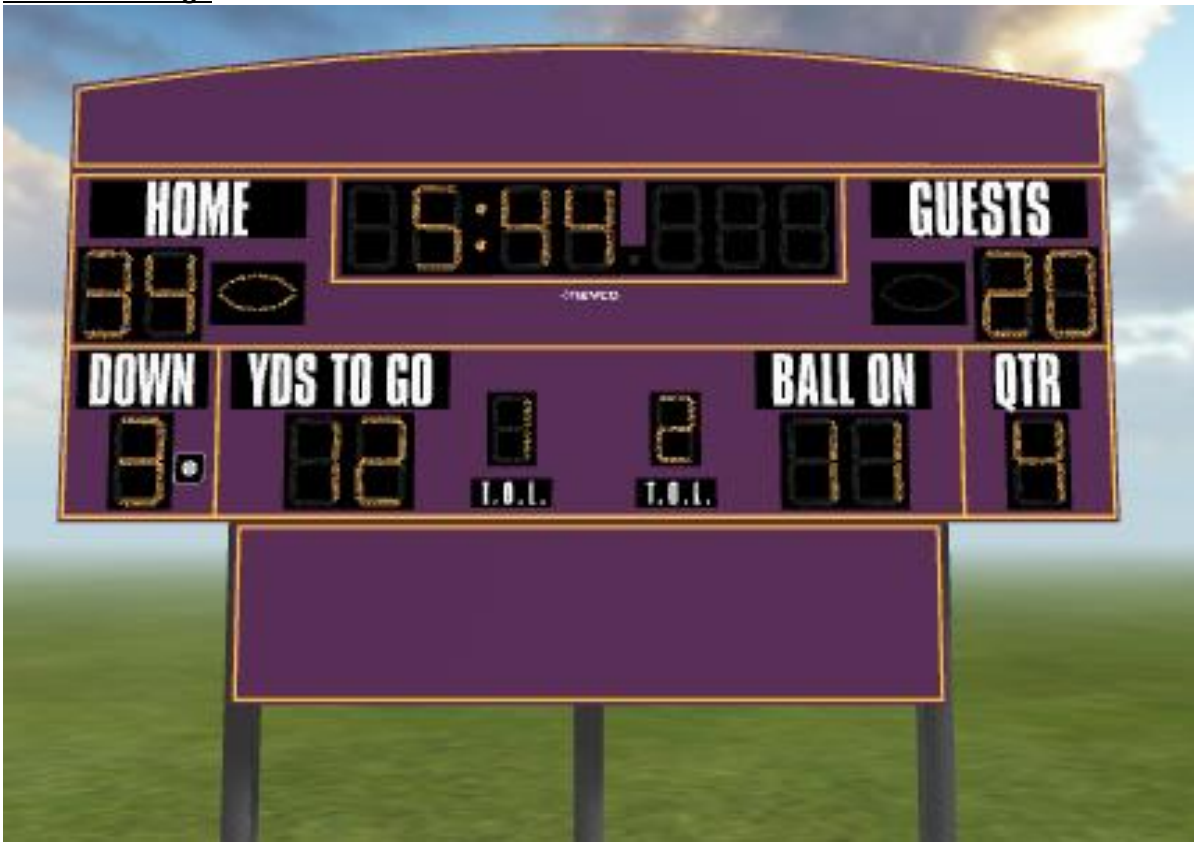 HOME
5:44
GUESTS
34
20
DOWN
YDS TO GO
BALL ON
QTR
3
12
1
2
11
4
T.O.L.
T.O.L.